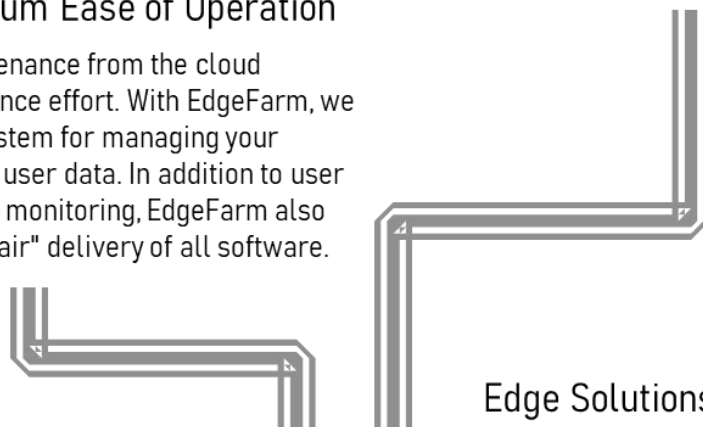 um Ease of Operation
enance from the cloud
nce effort. With EdgeFarm, we
stem for managing your
user data. In addition to user
monitoring, EdgeFarm also
air" delivery of all software.
Edge Solutions